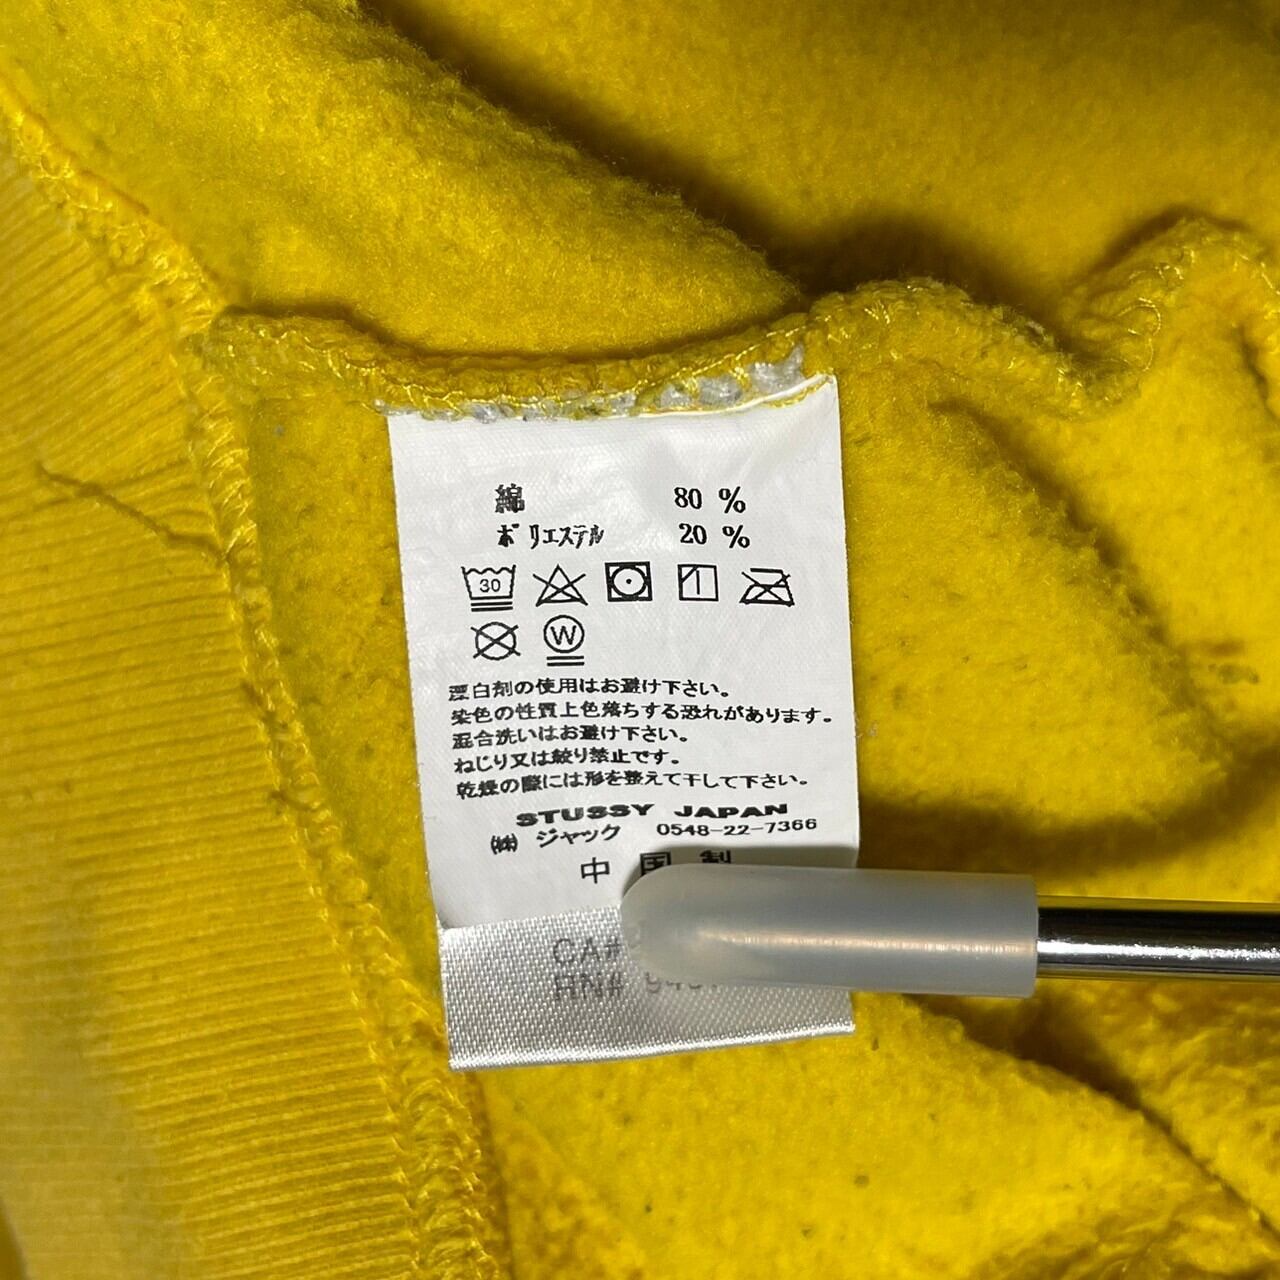 綿 80 %
ポリエステル 20 %
30
W
漂白剤の使用はお避け下さい。
染色の性質上色落ちする恐れがあります。
混合洗いはお避け下さい。
ねじり又は絞り禁止です。
乾燥の際には形を整えて干して下さい。
STUSSY JAPAN
㈱ ジャック 0548-22-7366
中国製
CA#
RN#